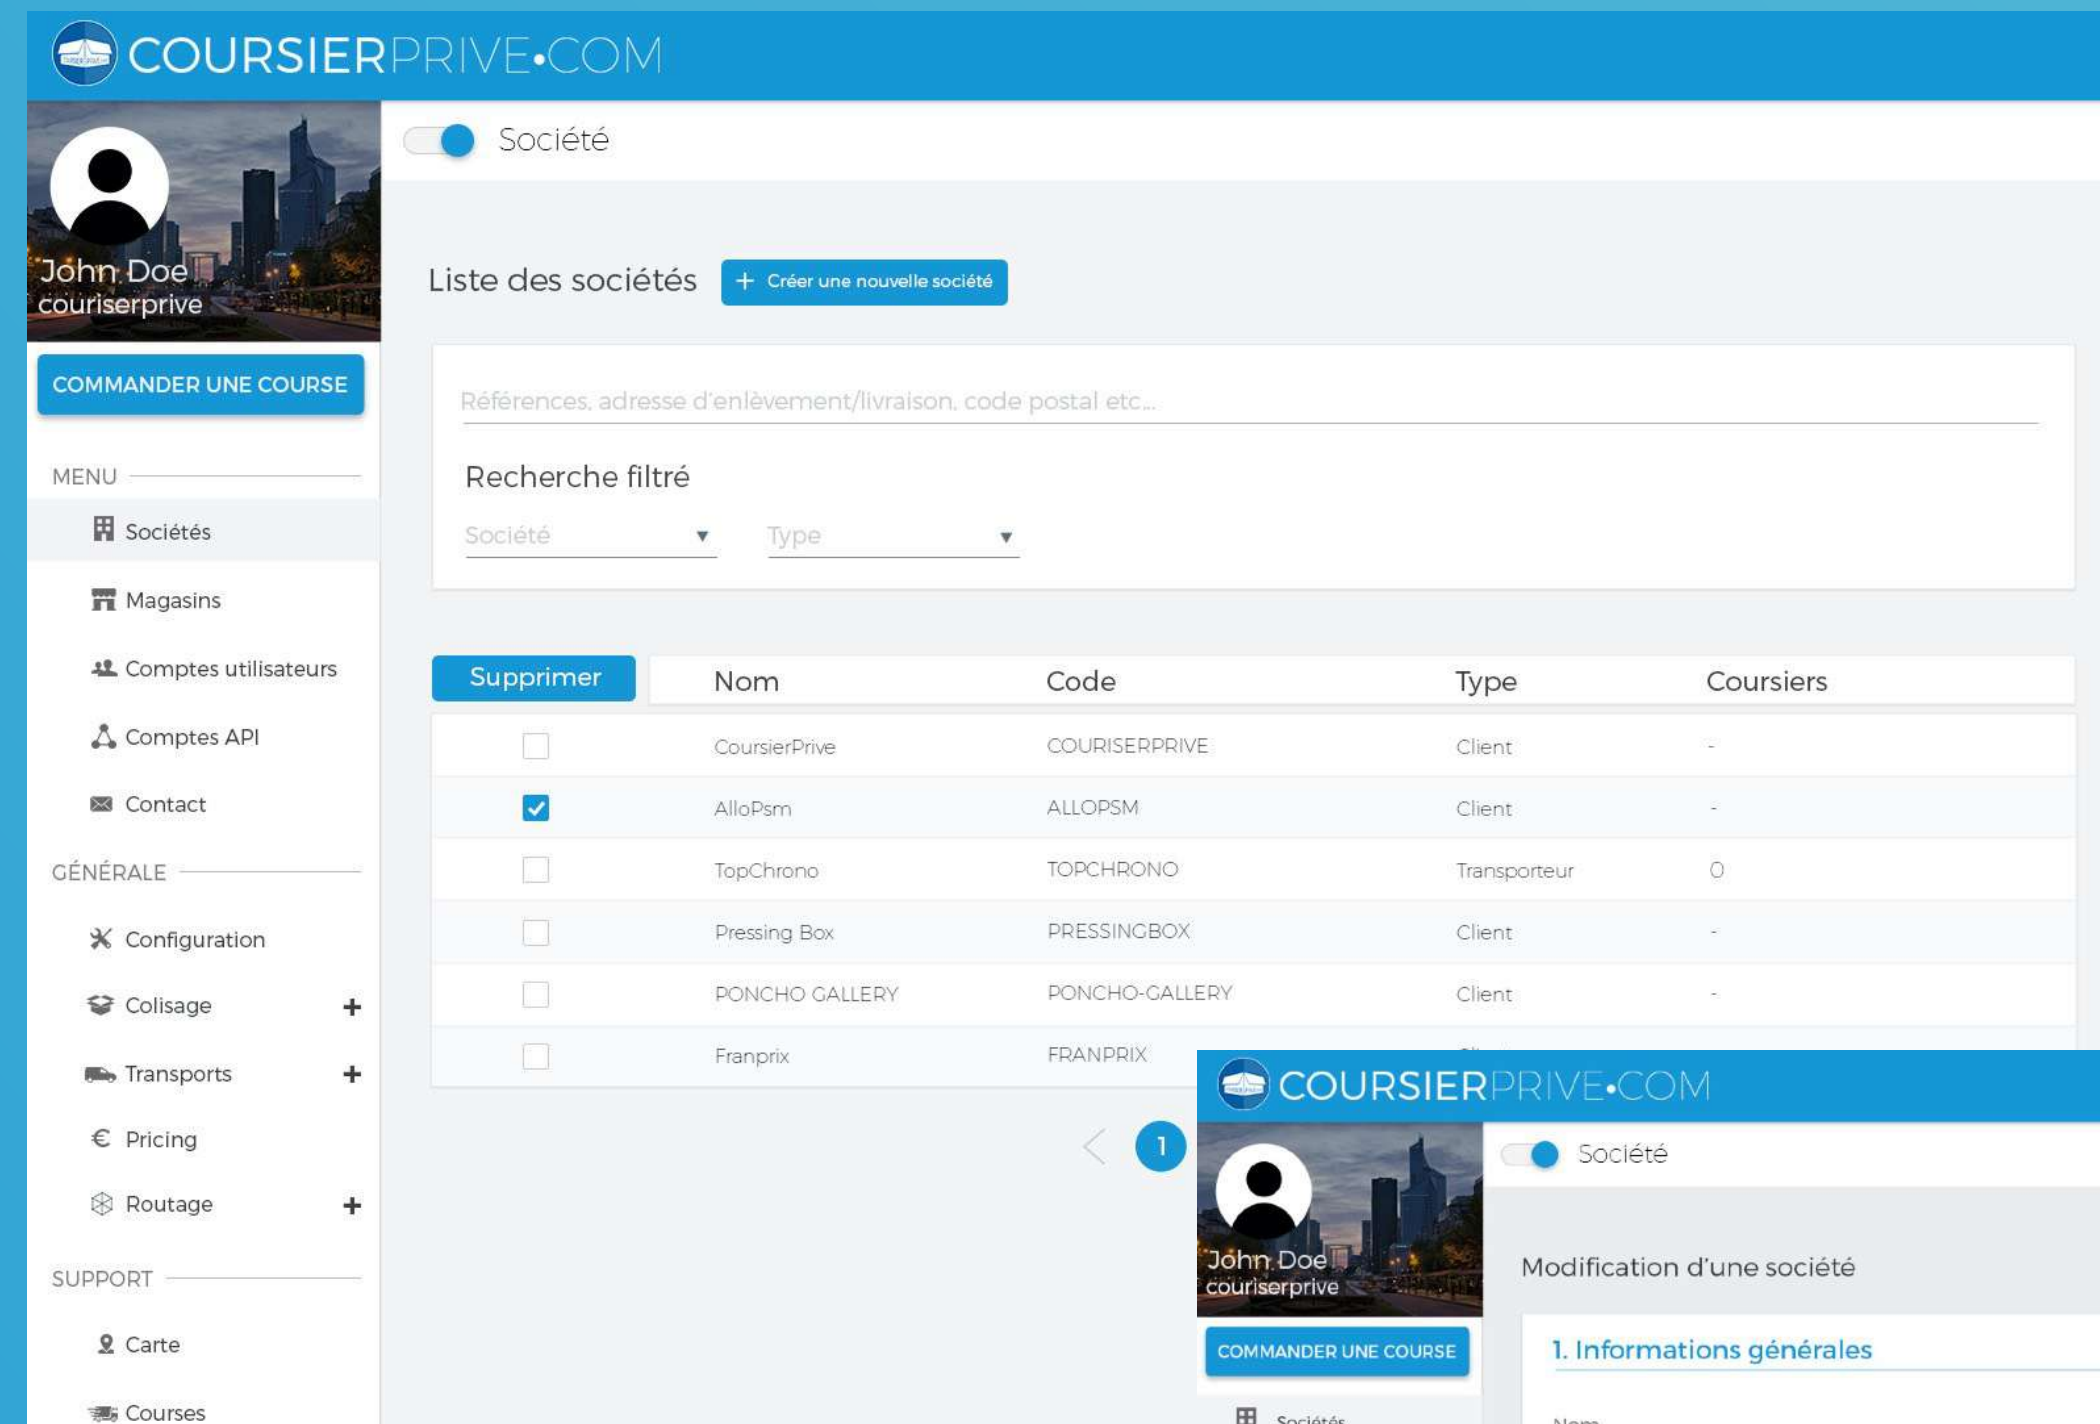 COURSIERPRIVE•COM
Société
John Doe
couriserprive
Liste des sociétés
+ Créer une nouvelle société
COMMANDER UNE COURSE
Références, adresse d'enlèvement/livraison, code postal etc...
Recherche filtré
Société ▼ Type ▼
MENU
Sociétés
Magasins
Comptes utilisateurs
Comptes API
Contact
GÉNÉRALE
Configuration
Colisage +
Transports +
€ Pricing
Routage +
SUPPORT
Carte
Courses
Supprimer Nom Code Type Coursiers
CoursierPrive COURISERPRIVE Client -
AlloPsm ALLOPSM Client -
TopChrono TOPCHRONO Transporteur 0
Pressing Box PRESSINGBOX Client -
PONCHO GALLERY PONCHO-GALLERY Client -
Franprix FRANPRIX
1
COURSIERPRIVE•COM
Société
John Doe
couriserprive
Modification d'une société
COMMANDER UNE COURSE
1. Informations générales
Sociétés
Nom